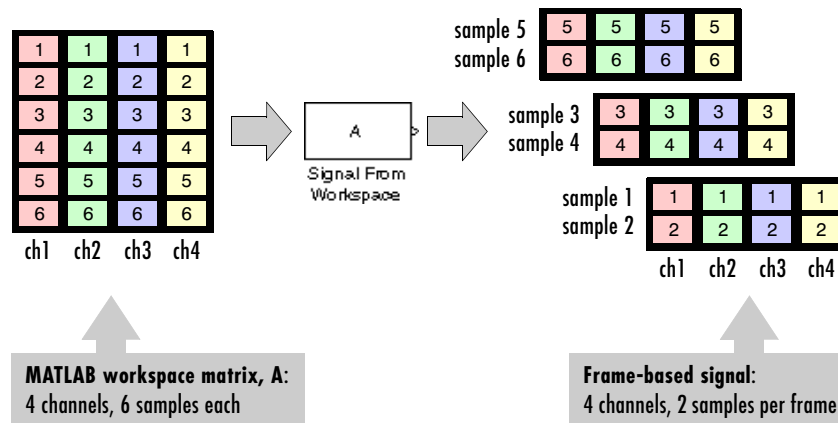 1 1 1 1
2 2 2 2
3 3 3 3
4 4 4 4
5 5 5 5
6 6 6 6
ch1 ch2 ch3 ch4
A
Signal From
Workspace
sample 5 5 5 5 5
sample 6 6 6 6 6
sample 3 3 3 3 3
sample 4 4 4 4 4
sample 1 1 1 1 1
sample 2 2 2 2 2
ch1 ch2 ch3 ch4
MATLAB workspace matrix, A:
4 channels, 6 samples each
Frame-based signal:
4 channels, 2 samples per frame